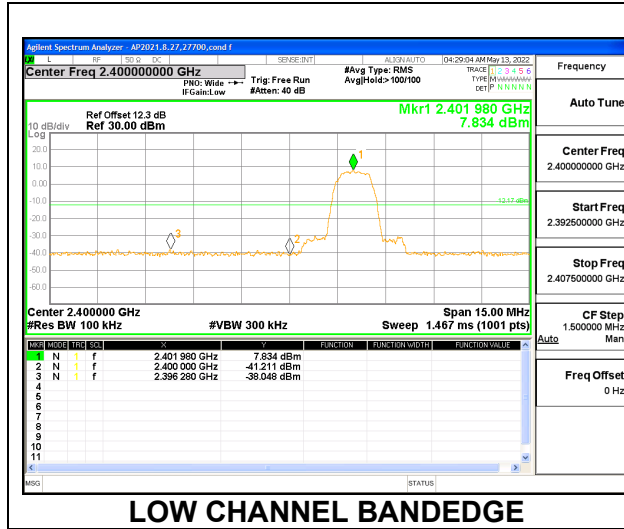 Agilent Spectrum Analyzer - AP2021.8.27,27700,cond f
L RF 50 Ω DC SENSE:INT ALIGN AUTO 04:29:04 AM May 13, 2022
Center Freq 2.400000000 GHz
PNO: Wide
IFGain:Low
Trig: Free Run
#Atten: 40 dB
#Avg Type: RMS
Avg|Hold:> 100/100
TRACE 1 2 3 4 5 6
TYPE M
DET P N N N N N
Ref Offset 12.3 dB
Ref 30.00 dBm
10 dB/div
Log
Mkr1 2.401 980 GHz
7.834 dBm
20.0
10.0
0.00
-10.0
-20.0
-30.0
-40.0
-50.0
-60.0
1
2
3
-12.17 dBm
Center 2.400000 GHz
#Res BW 100 kHz
#VBW 300 kHz
Span 15.00 MHz
Sweep 1.467 ms (1001 pts)
MKR MODE TRC SCL X Y FUNCTION FUNCTION WIDTH FUNCTION VALUE
1 N 1 f 2.401 980 GHz 7.834 dBm
2 N 1 f 2.400 000 GHz -41.211 dBm
3 N 1 f 2.396 280 GHz -38.048 dBm
4
5
6
7
8
9
10
11
MSG
STATUS
Frequency
Auto Tune
Center Freq
2.400000000 GHz
Start Freq
2.392500000 GHz
Stop Freq
2.407500000 GHz
CF Step
1.500000 MHz
Auto Man
Freq Offset
0 Hz
LOW CHANNEL BANDEDGE